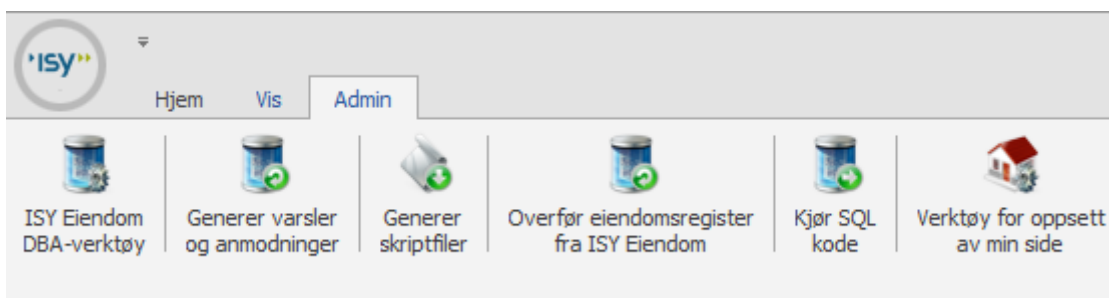 ISY
Hjem Vis Admin
ISY Eiendom
DBA-verktøy
Generer varsler
og anmodninger
Generer
skriptfiler
Overfør eiendomsregister
fra ISY Eiendom
Kjør SQL
kode
Verktøy for oppsett
av min side